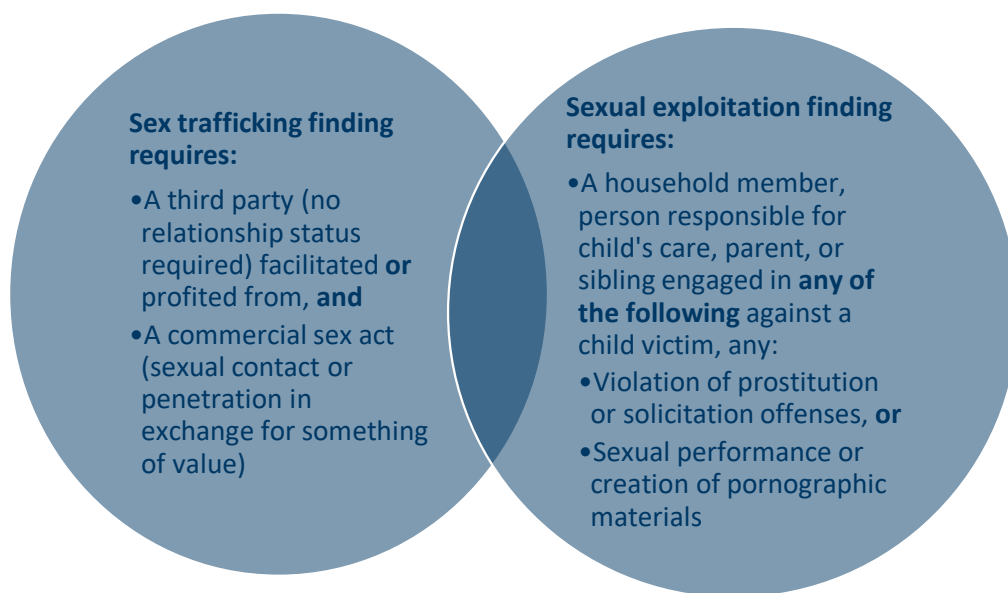 Sex trafficking finding
requires:
•A third party (no
relationship status
required) facilitated or
profited from, and
•A commercial sex act
(sexual contact or
penetration in
exchange for something
of value)
Sexual exploitation finding
requires:
•A household member,
person responsible for
child's care, parent, or
sibling engaged in any of
the following against a
child victim, any:
•Violation of prostitution
or solicitation offenses, or
•Sexual performance or
creation of pornographic
materials